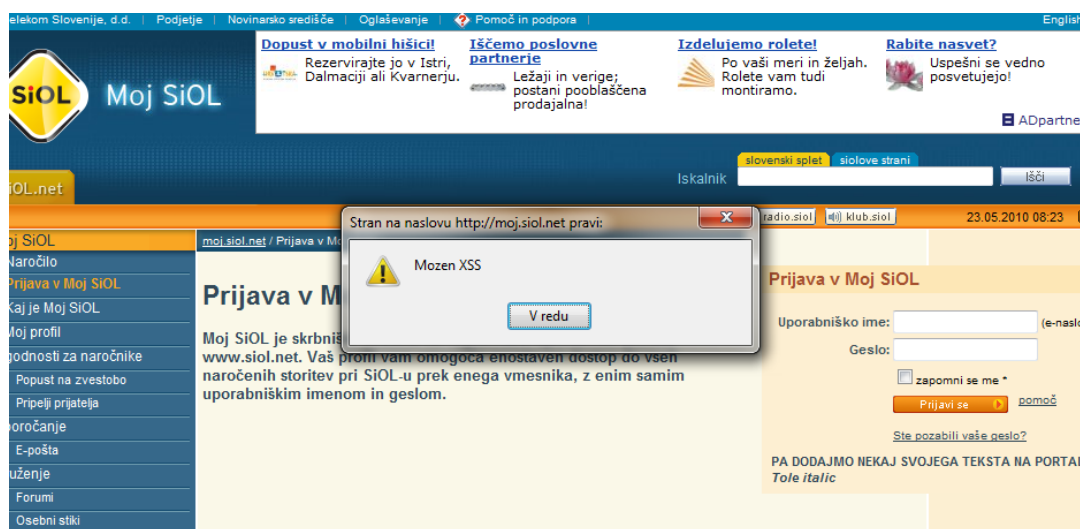 elekom Slovenije, d.d. | Podjetje | Novinarsko središče | Oglaševanje | Pomoč in podpora | English
SiOL
Moj SiOL
Dopust v mobilni hišici!
Rezervirajte jo v Istri,
Dalmaciji ali Kvarnerju.
Iščemo poslovne
partnerje
Ležaji in verige;
postani pooblaščena
prodajalna!
Izdelujemo rolete!
Po vaši meri in željah.
Rolete vam tudi
montiramo.
Rabite nasvet?
Uspešni se vedno
posvetujejo!
ADpartne
slovenski splet siolove strani
Iskalnik
Išči
iOL.net
radio.siol klub.siol 23.05.2010 08:23
oj SiOL
Naročilo
Prijava v Moj SiOL
Kaj je Moj SiOL
Moj profil
godnosti za naročnike
Popust na zvestobo
Pripelji prijatelja
oročanje
E-pošta
uženje
Forumi
Osebni stiki
moj.siol.net / Prijava v Mo
Prijava v M
Moj SiOL je skrbniš
www.siol.net. Vaš profil vam omogoča enostaven dostop do vseh
naročenih storitev pri SiOL-u prek enega vmesnika, z enim samim
uporabniškim imenom in geslom.
Stran na naslovu http://moj.siol.net pravi:
Mozen XSS
V redu
Prijava v Moj SiOL
Uporabniško ime: (e-naslo
Geslo:
zapomni se me *
Prijavi se pomoč
Ste pozabili vaše geslo?
PA DODAJMO NEKAJ SVOJEGA TEKSTA NA PORTAL
Tole italic